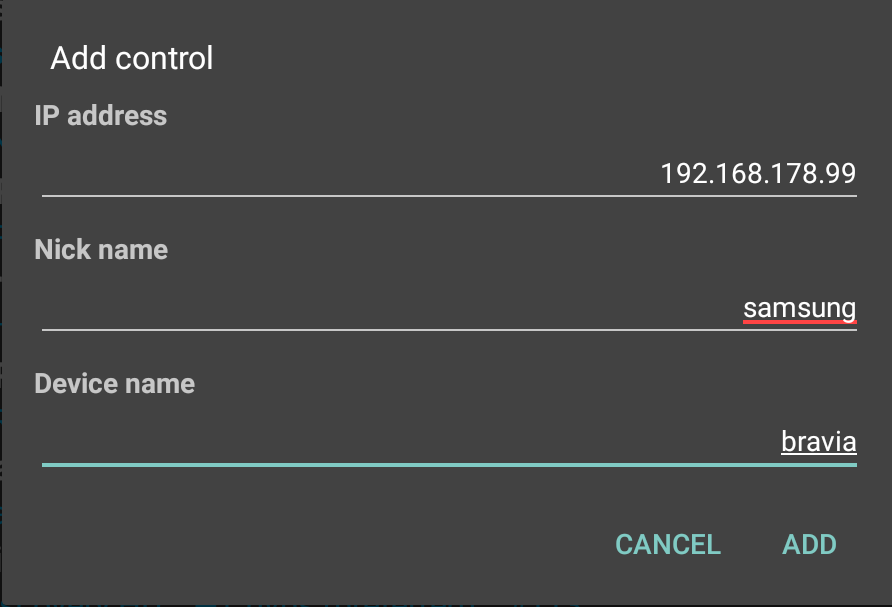 Add control
IP address
192.168.178.99
Nick name
samsung
Device name
bravia
CANCEL ADD